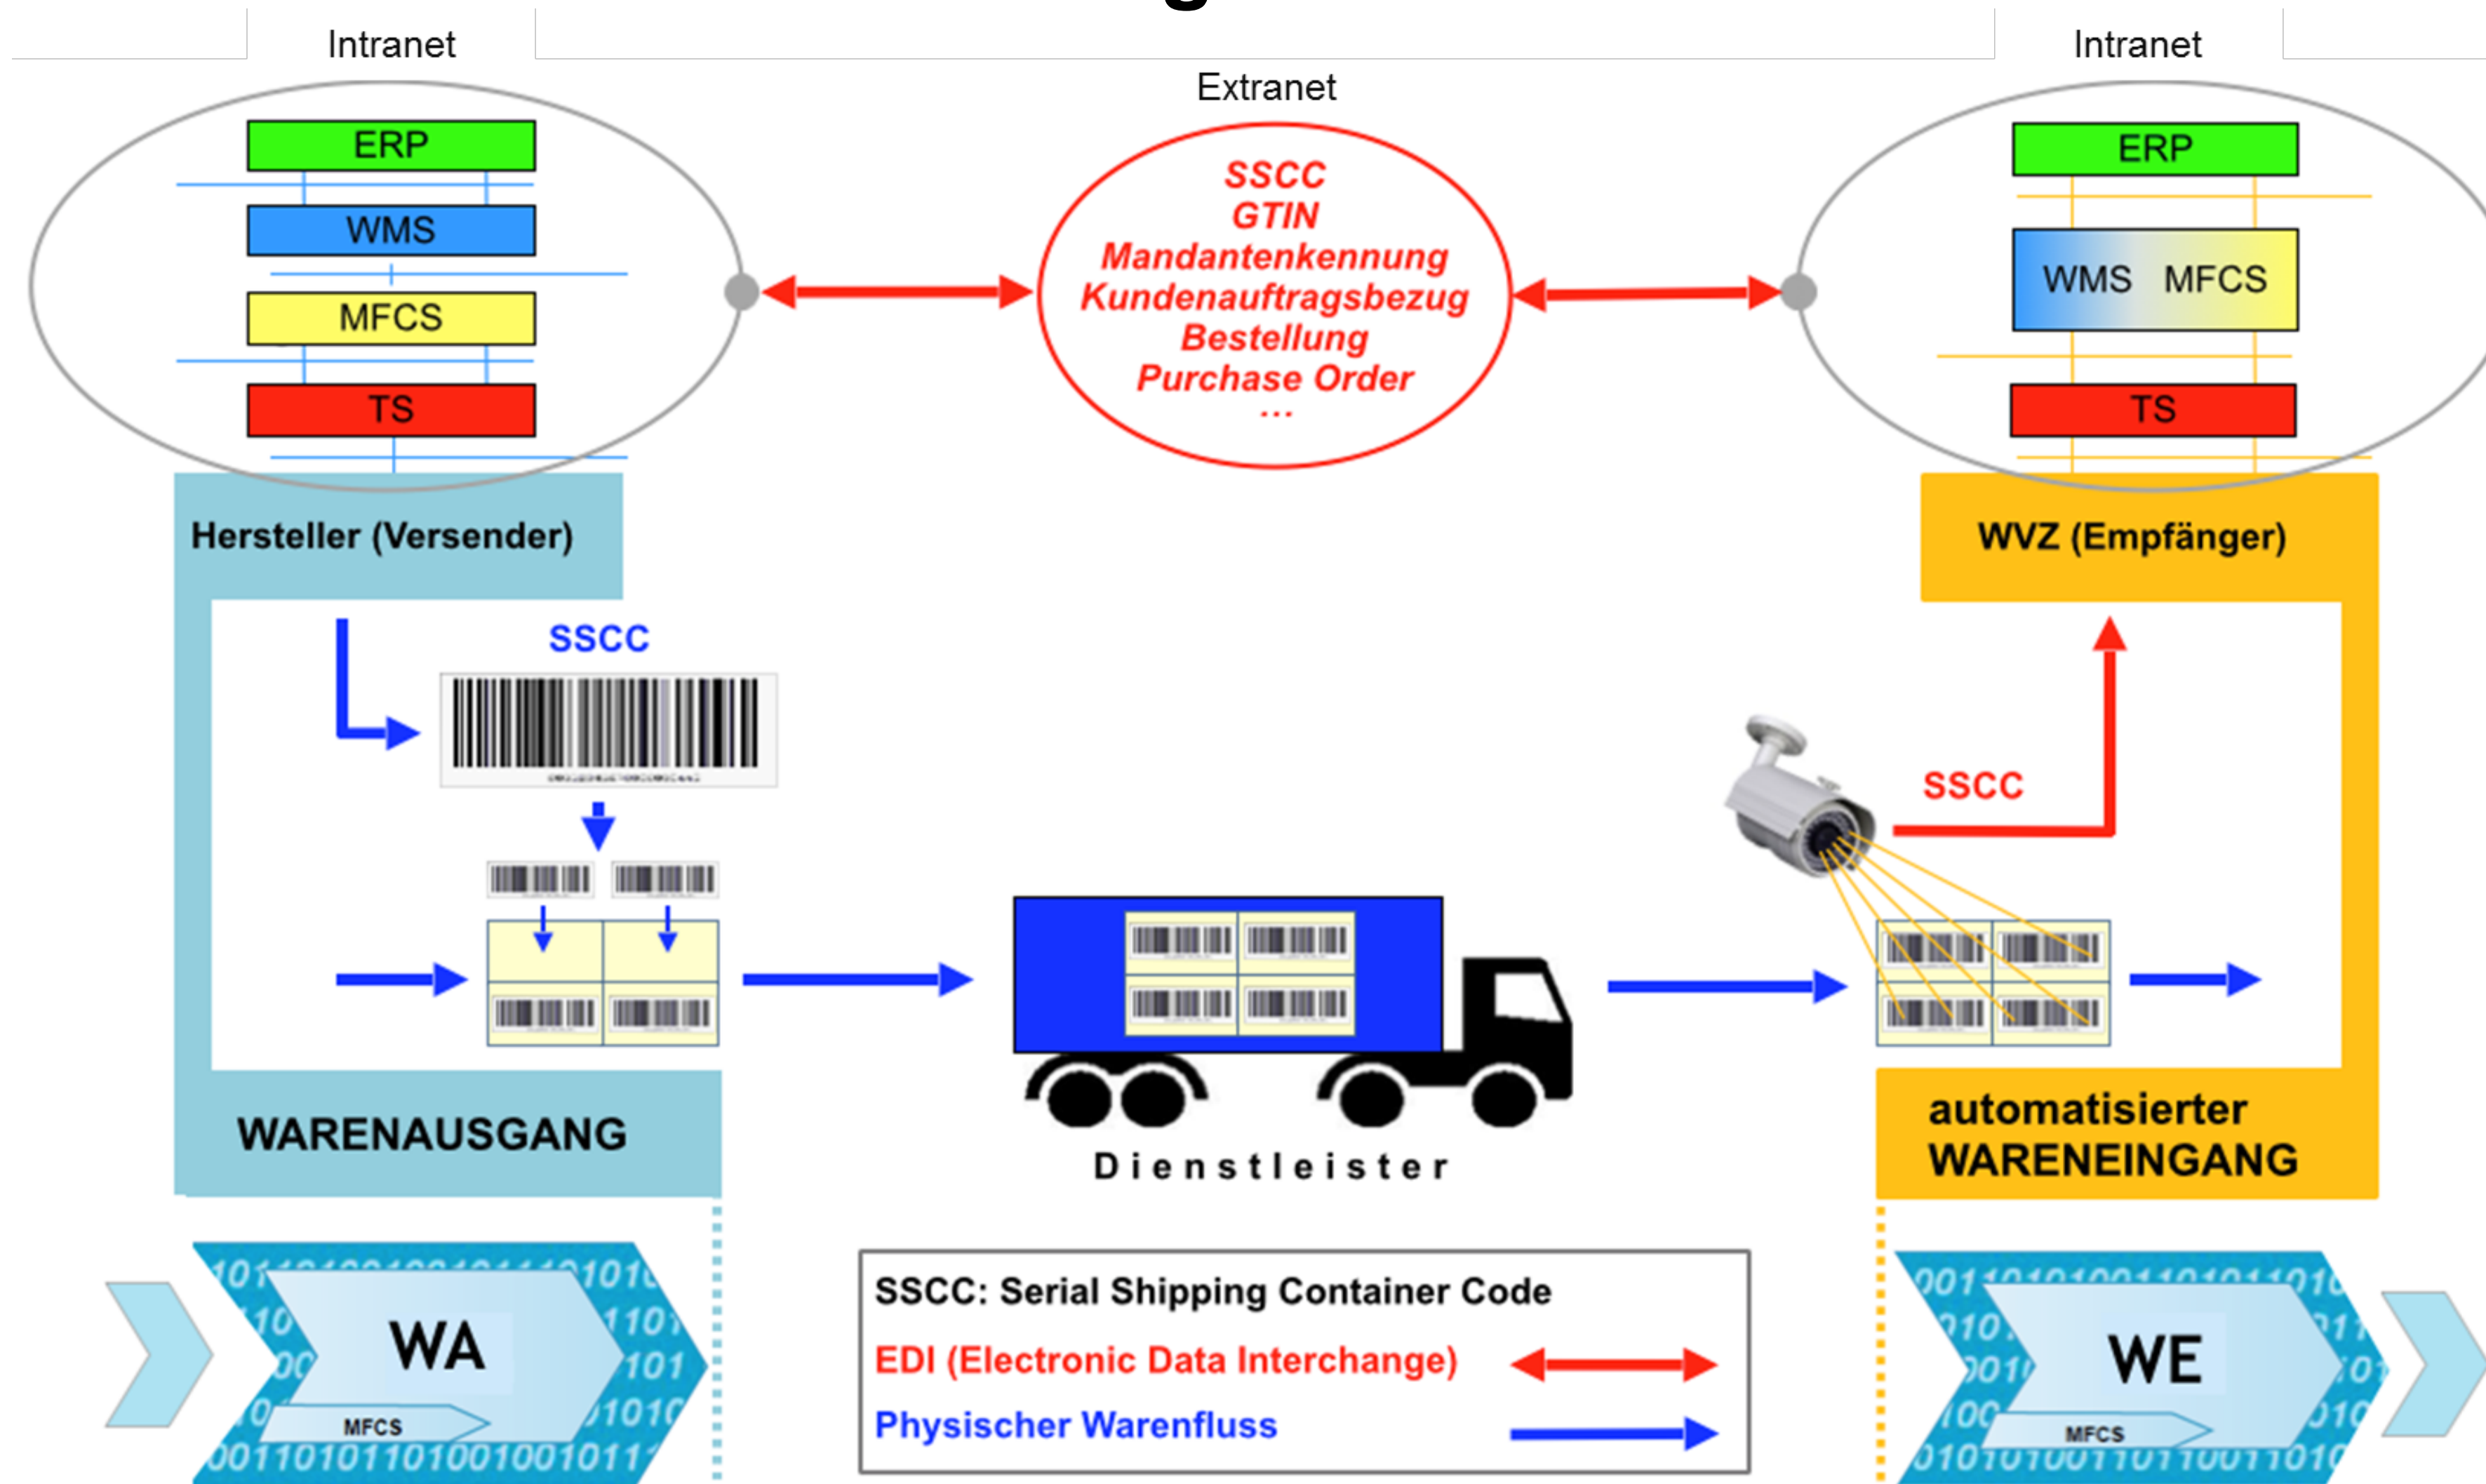 Intranet
Intranet
Extranet
ERP
WMS
MFCS
TS
SSCC
GTIN
Mandantenkennung
Kundenauftragsbezug
Bestellung
Purchase Order
...
ERP
WMS MFCS
TS
Hersteller (Versender)
WVZ (Empfänger)
SSCC
SSCC
WARENAUSGANG
Dienstleister
automatisierter
WARENEINGANG
WA
MFCS
SSCC: Serial Shipping Container Code
EDI (Electronic Data Interchange)
Physischer Warenfluss
WE
MFCS